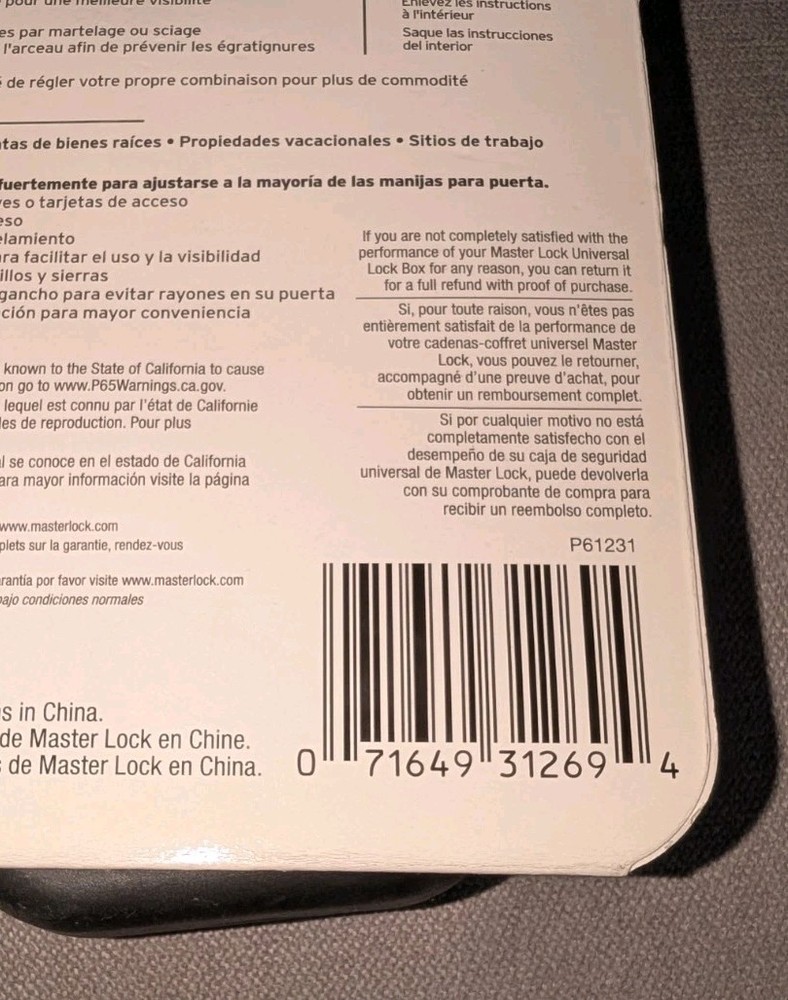 pour une meilleure visibilité
es par martelage ou sciage
l'arceau afin de prévenir les égratignures
Enlevez les instructions
à l'intérieur
Saque las instrucciones
del interior
de régler votre propre combinaison pour plus de commodité
tas de bienes raíces • Propiedades vacacionales • Sitios de trabajo
fuertemente para ajustarse a la mayoría de las manijas para puerta.
es o tarjetas de acceso
eso
elamiento
ra facilitar el uso y la visibilidad
illos y sierras
gancho para evitar rayones en su puerta
ción para mayor conveniencia
known to the State of California to cause
on go to www.P65Warnings.ca.gov.
lequel est connu par l'état de Californie
les de reproduction. Pour plus
l se conoce en el estado de California
ara mayor información visite la página
www.masterlock.com
plets sur la garantie, rendez-vous
rantía por favor visite www.masterlock.com
bajo condiciones normales
s in China.
de Master Lock en Chine.
de Master Lock en China.
If you are not completely satisfied with the
performance of your Master Lock Universal
Lock Box for any reason, you can return it
for a full refund with proof of purchase.
Si, pour toute raison, vous n'êtes pas
entièrement satisfait de la performance de
votre cadenas-coffret universel Master
Lock, vous pouvez le retourner,
accompagné d'une preuve d'achat, pour
obtenir un remboursement complet.
Si por cualquier motivo no está
completamente satisfecho con el
desempeño de su caja de seguridad
universal de Master Lock, puede devolverla
con su comprobante de compra para
recibir un reembolso completo.
P61231
0 71649 31269 4